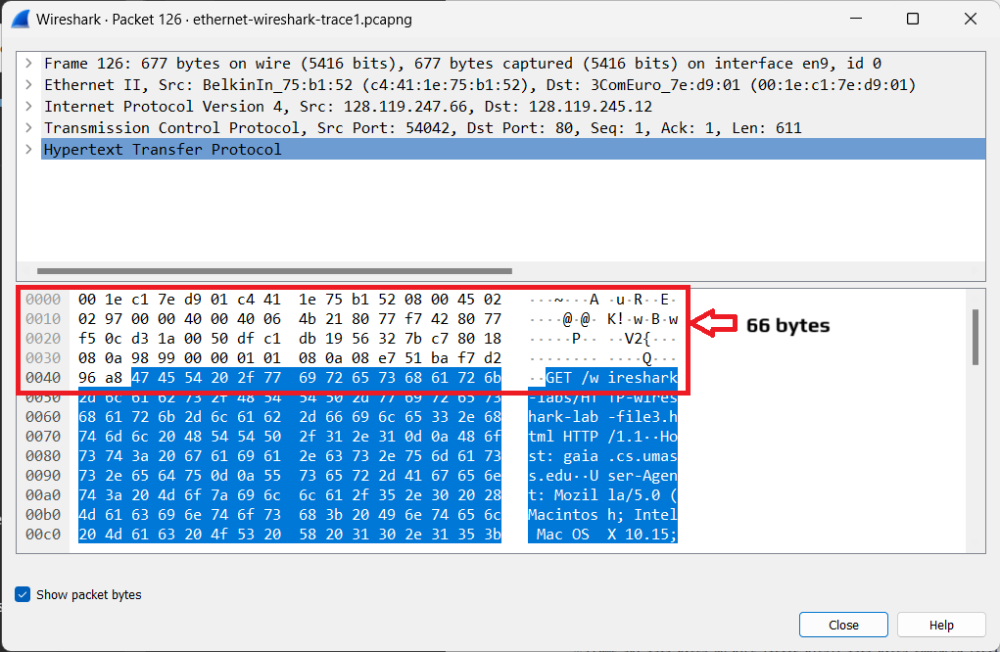 Wireshark · Packet 126 · ethernet-wireshark-trace1.pcapng
Frame 126: 677 bytes on wire (5416 bits), 677 bytes captured (5416 bits) on interface en9, id 0
Ethernet II, Src: BelkinIn_75:b1:52 (c4:41:1e:75:b1:52), Dst: 3ComEuro_7e:d9:01 (00:1e:c1:7e:d9:01)
Internet Protocol Version 4, Src: 128.119.247.66, Dst: 128.119.245.12
Transmission Control Protocol, Src Port: 54042, Dst Port: 80, Seq: 1, Ack: 1, Len: 611
Hypertext Transfer Protocol
0000 00 1e c1 7e d9 01 c4 41 1e 75 b1 52 08 00 45 02 ···~···A ·u·R··E·
0010 02 97 00 00 40 00 40 06 4b 21 80 77 f7 42 80 77 ····@·@· K!·w·B·w
0020 f5 0c d3 1a 00 50 df c1 db 19 56 32 7b c7 80 18 ·····P·· ··V2{···
0030 08 0a 98 99 00 00 01 01 08 0a 08 e7 51 ba f7 d2 ········ ····Q···
0040 96 a8 47 45 54 20 2f 77 69 72 65 73 68 61 72 6b ··GET /w ireshark
0050 2d 6c 61 62 73 2f 48 54 54 50 2d 77 69 72 65 73 -labs/HT TP-wires
0060 68 61 72 6b 2d 6c 61 62 2d 66 69 6c 65 33 2e 68 hark-lab -file3.h
0070 74 6d 6c 20 48 54 54 50 2f 31 2e 31 0d 0a 48 6f tml HTTP /1.1··Ho
0080 73 74 3a 20 67 61 69 61 2e 63 73 2e 75 6d 61 73 st: gaia .cs.umas
0090 73 2e 65 64 75 0d 0a 55 73 65 72 2d 41 67 65 6e s.edu··U ser-Agen
00a0 74 3a 20 4d 6f 7a 69 6c 6c 61 2f 35 2e 30 20 28 t: Mozil la/5.0 (
00b0 4d 61 63 69 6e 74 6f 73 68 3b 20 49 6e 74 65 6c Macintos h; Intel
00c0 20 4d 61 63 20 4f 53 20 58 20 31 30 2e 31 35 3b Mac OS X 10.15;
66 bytes
Show packet bytes
Close
Help